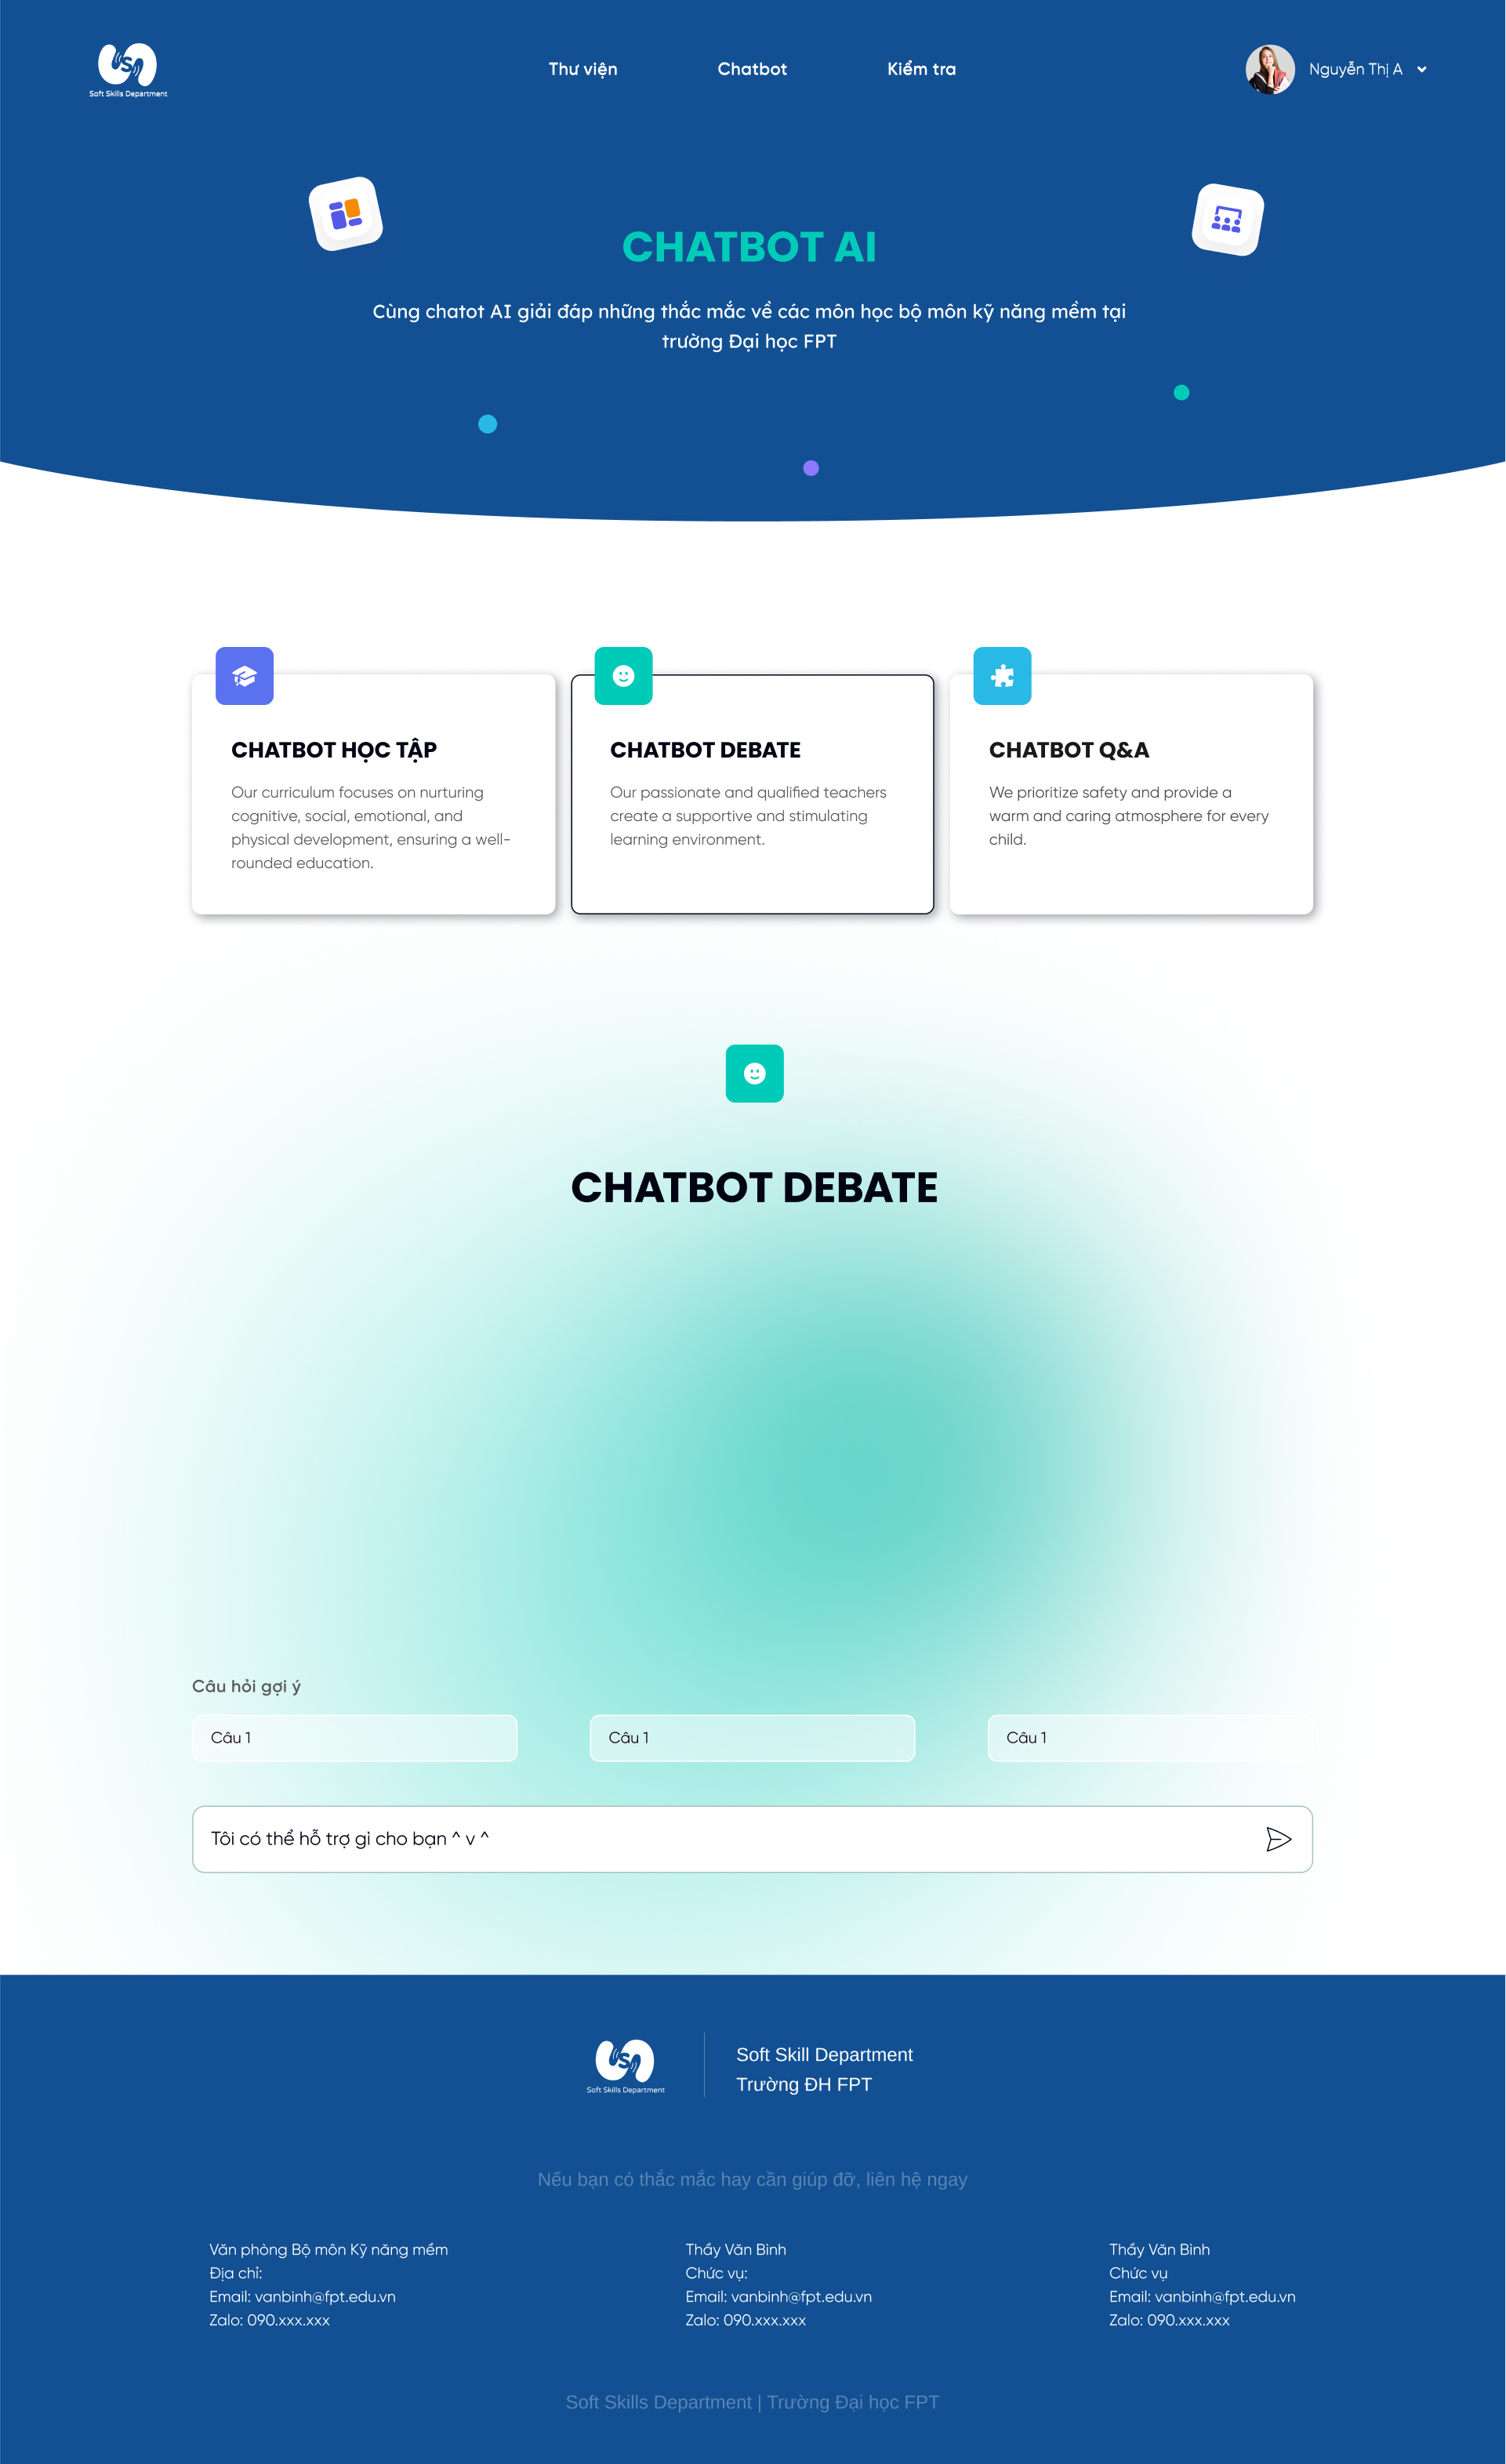 Soft Skills Department
Thư viện
Chatbot
Kiểm tra
Nguyễn Thị A
CHATBOT AI
Cùng chatot AI giải đáp những thắc mắc về các môn học bộ môn kỹ năng mềm tại
trường Đại học FPT
CHATBOT HỌC TẬP
Our curriculum focuses on nurturing
cognitive, social, emotional, and
physical development, ensuring a well-
rounded education.
CHATBOT DEBATE
Our passionate and qualified teachers
create a supportive and stimulating
learning environment.
CHATBOT Q&A
We prioritize safety and provide a
warm and caring atmosphere for every
child.
CHATBOT DEBATE
Câu hỏi gợi ý
Câu 1
Câu 1
Câu 1
Tôi có thể hỗ trợ gì cho bạn ^ v ^
Soft Skills Department
Soft Skill Department
Trường ĐH FPT
Nếu bạn có thắc mắc hay cần giúp đỡ, liên hệ ngay
Văn phòng Bộ môn Kỹ năng mềm
Địa chỉ:
Email: vanbinh@fpt.edu.vn
Zalo: 090.xxx.xxx
Thầy Văn Bình
Chức vụ:
Email: vanbinh@fpt.edu.vn
Zalo: 090.xxx.xxx
Thầy Văn Bình
Chức vụ
Email: vanbinh@fpt.edu.vn
Zalo: 090.xxx.xxx
Soft Skills Department | Trường Đại học FPT